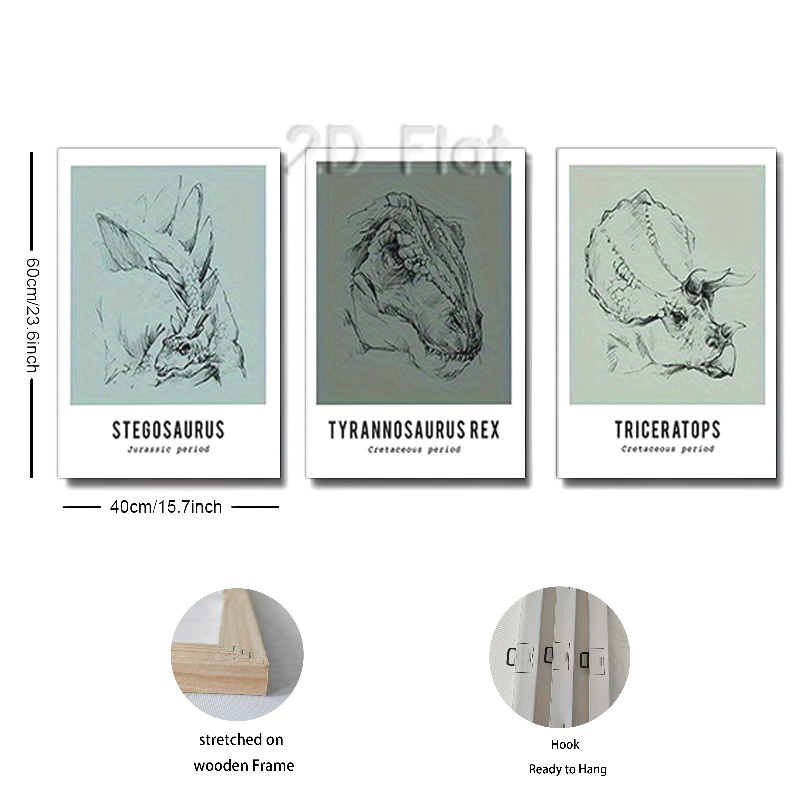 2D Flat
60cm/23.6inch
STEGOSAURUS
Jurassic period
TYRANNOSAURUS REX
Cretaceous period
TRICERATOPS
Cretaceous period
40cm/15.7inch
stretched on
wooden Frame
Hook
Ready to Hang